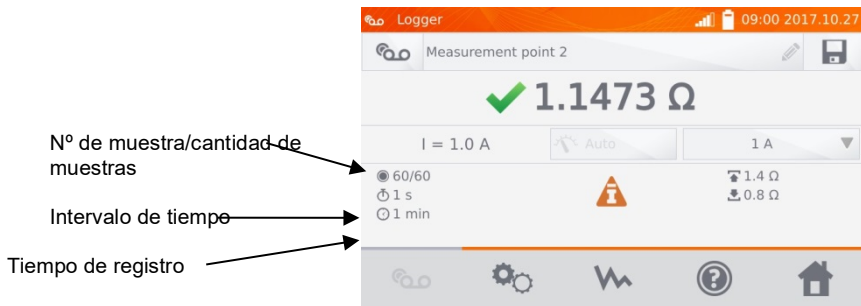 Logger
09:00 2017.10.27
Measurement point 2
1.1473 Ω
I = 1.0 A
Auto
1 A
Nº de muestra/cantidad de
muestras
60/60
1.4 Ω
1 s
0.8 Ω
Intervalo de tiempo
1 min
Tiempo de registro